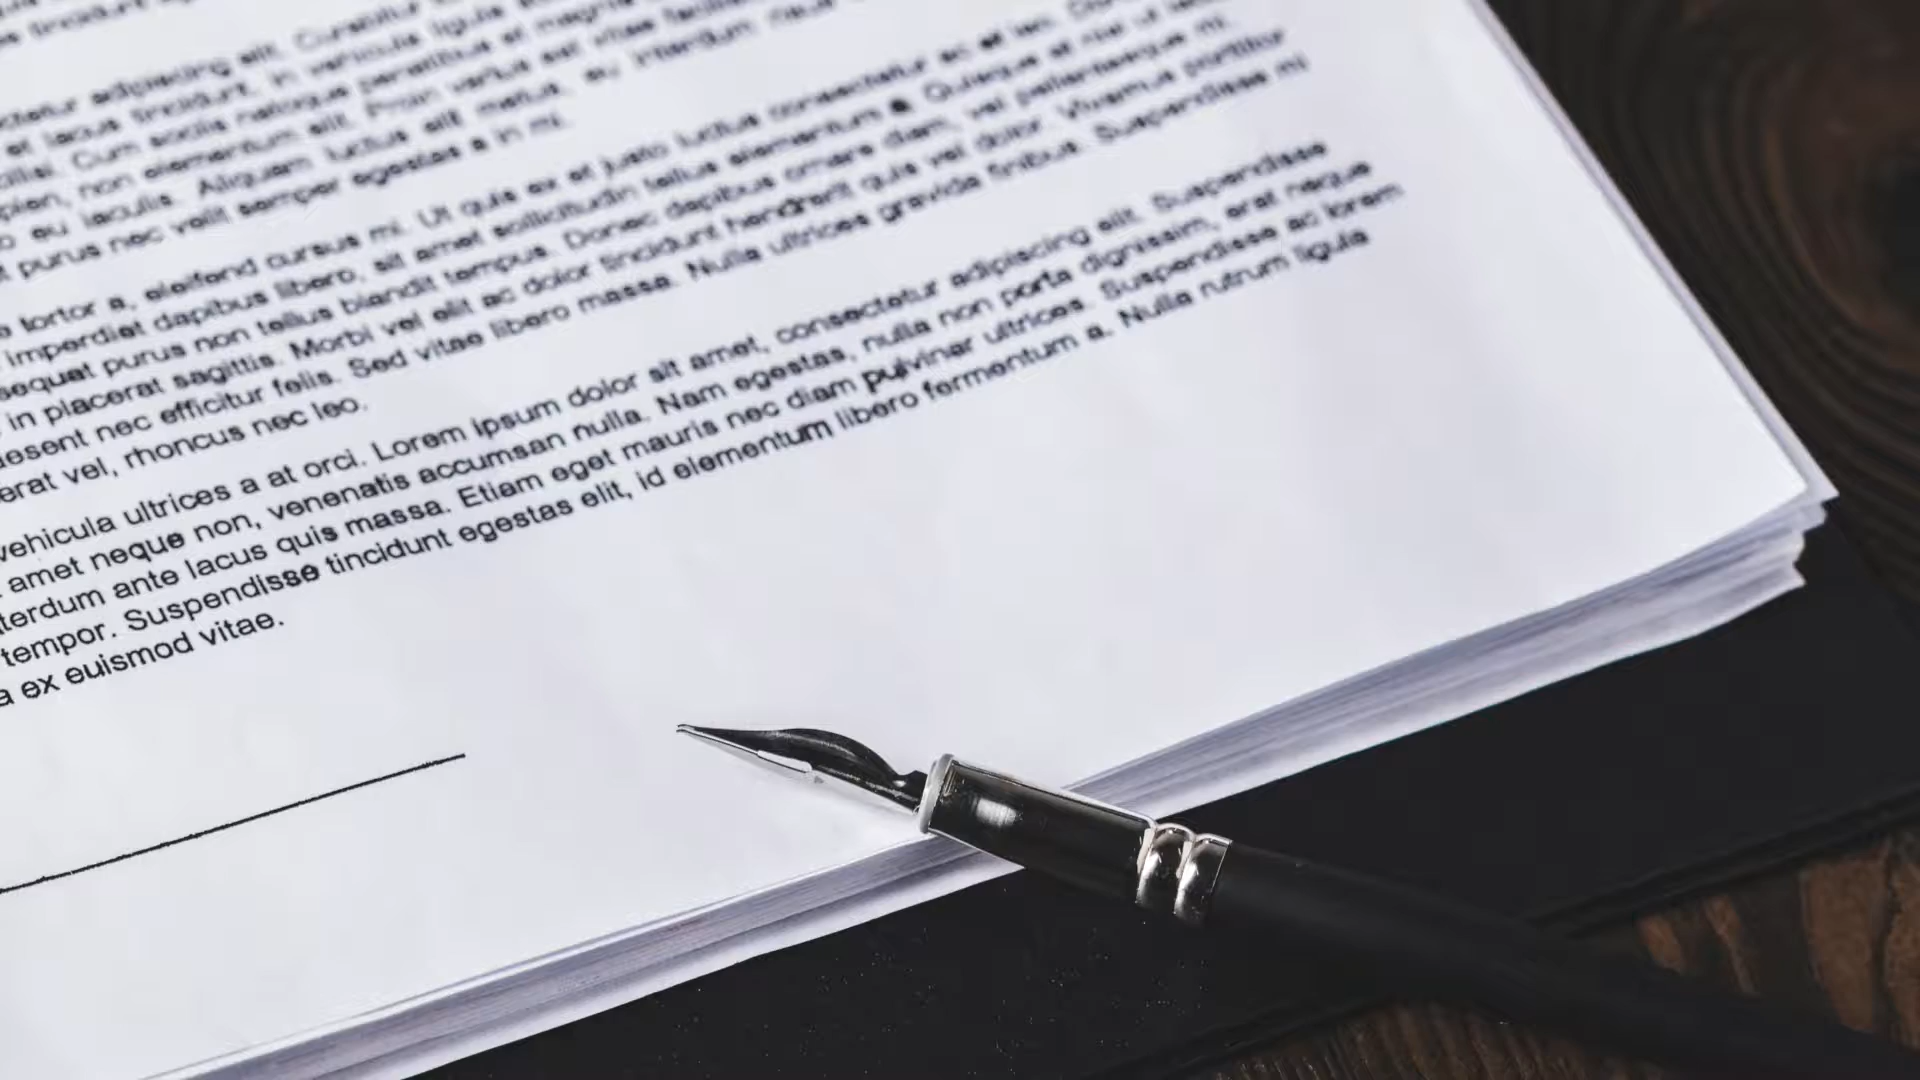 tincidunt
ctetur adipiscing elit. Curabitur
et lacus tincidunt, in vehicula ligula
cilisi. Cum sociis natoque penatibus et magnis
pien, non elementum elit. Proin varius est vitae
o eu iaculis. Aliquam luctus elit metus, eu interdum
t purus nec velit semper egestas a in mi.
a tortor a, eleifend cursus mi. Ut quis ex et justo luctus consectetur ac et leo.
imperdiet dapibus libero, sit amet sollicitudin tellus elementum a. Quisque at nisl ut
sequat purus non tellus blandit tempus. Donec dapibus ornare diam, vel pellentesque mi.
in placerat sagittis. Morbi vel elit ac dolor tincidunt hendrerit quis vel dolor. Vivamus porttitor
aesent nec efficitur felis. Sed vitae libero massa. Nulla ultrices gravida finibus. Suspendisse mi
erat vel, rhoncus nec leo.
vehicula ultrices a at orci. Lorem ipsum dolor sit amet, consectetur adipiscing elit. Suspendisse
amet neque non, venenatis accumsan nulla. Nam egestas, nulla non porta dignissim, erat neque
terdum ante lacus quis massa. Etiam eget mauris nec diam pulvinar ultrices. Suspendisse ac lorem
tempor. Suspendisse tincidunt egestas elit, id elementum libero fermentum a. Nulla rutrum ligula
a ex euismod vitae.